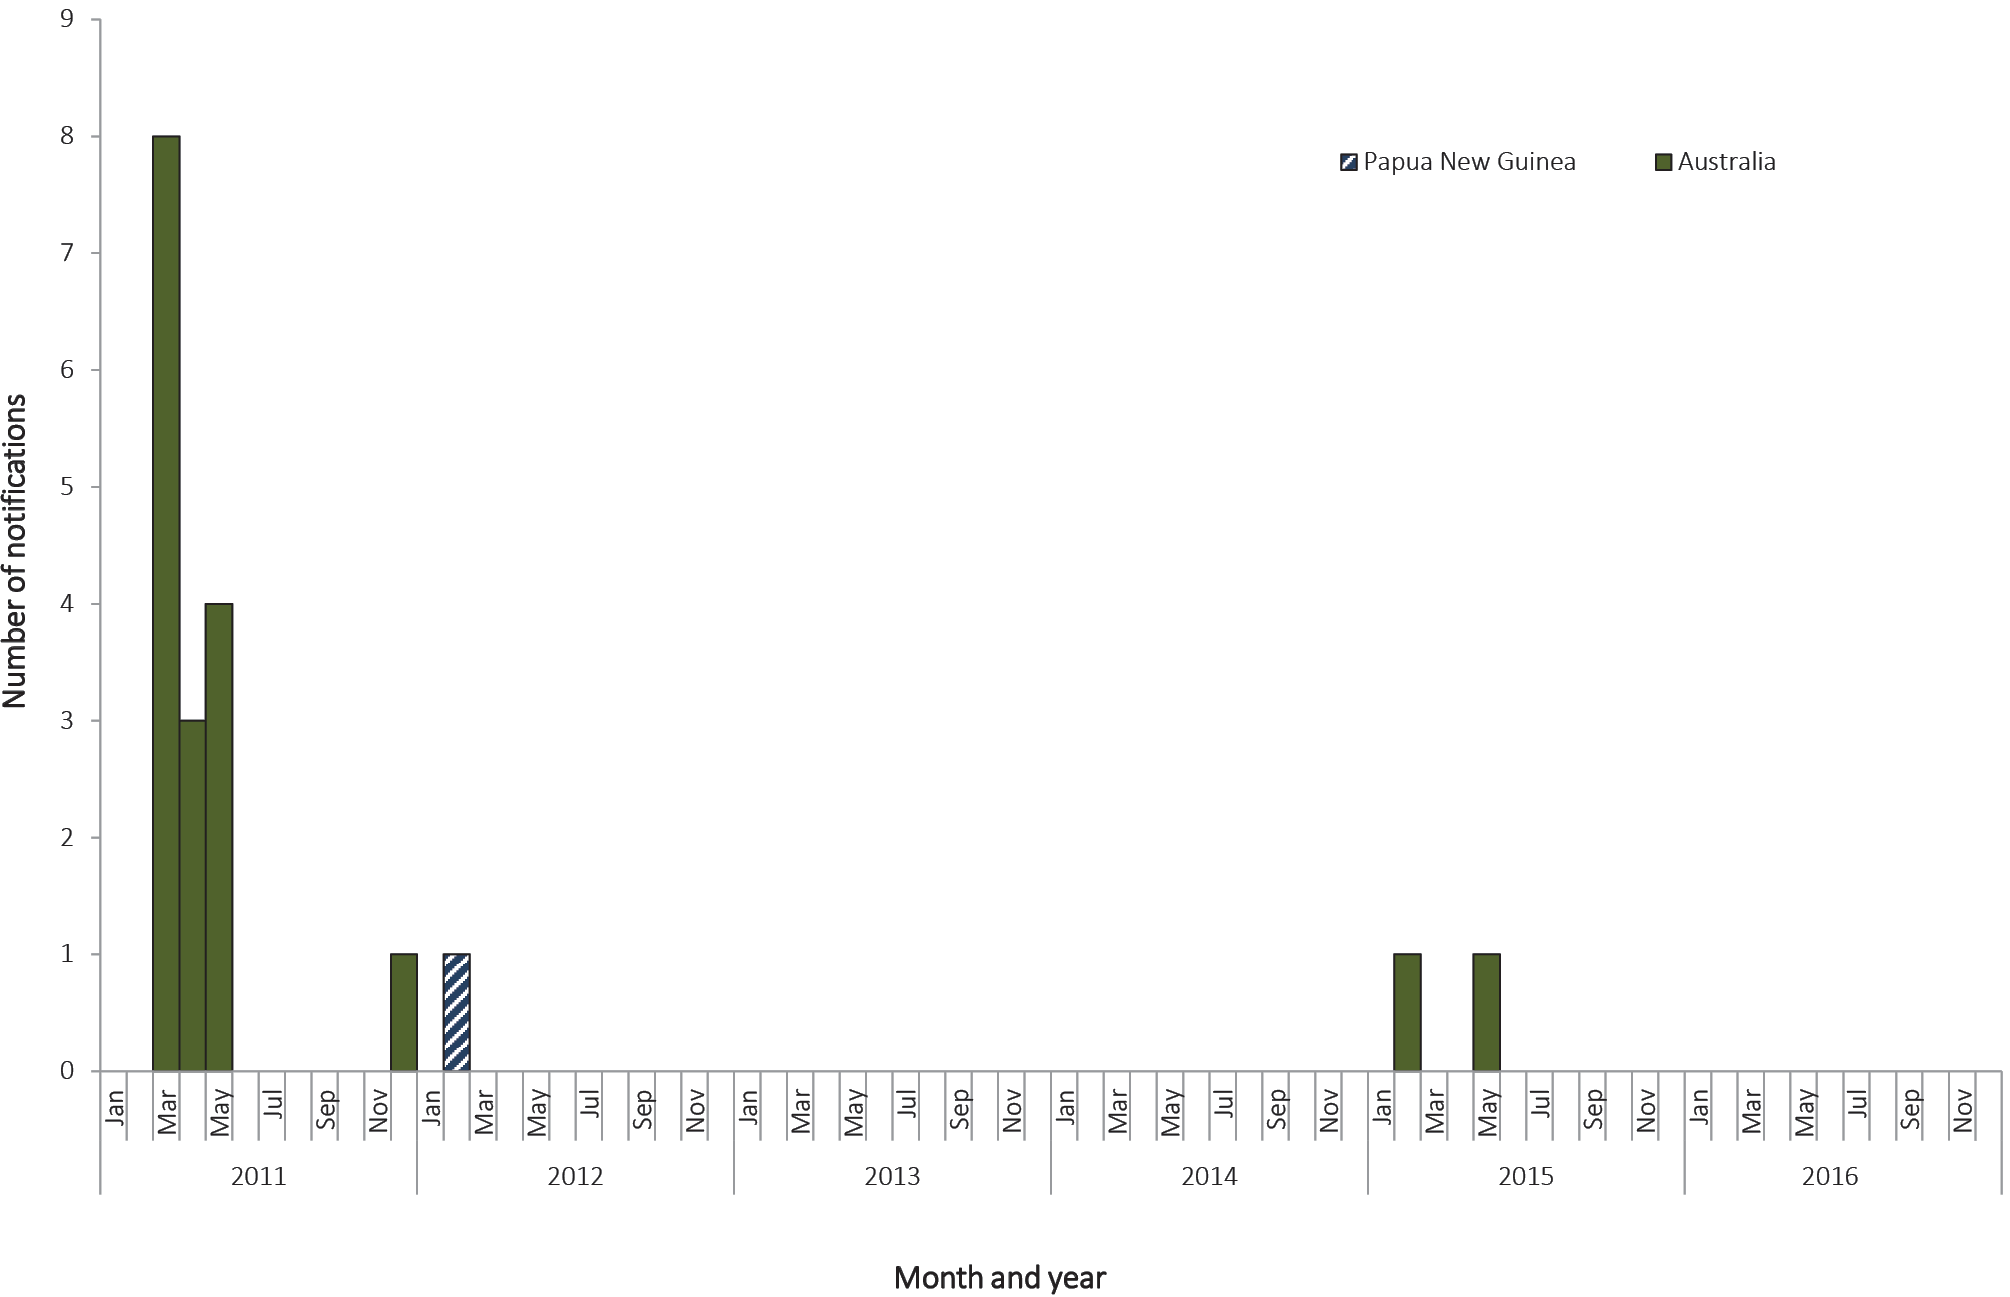 9
8
7
6
5
4
3
2
1
0
Number of notifications
Papua New Guinea Australia
Jan Mar May Jul Sep Nov Jan Mar May Jul Sep Nov Jan Mar May Jul Sep Nov Jan Mar May Jul Sep Nov Jan Mar May Jul Sep Nov Jan Mar May Jul Sep Nov
2011 2012 2013 2014 2015 2016
Month and year